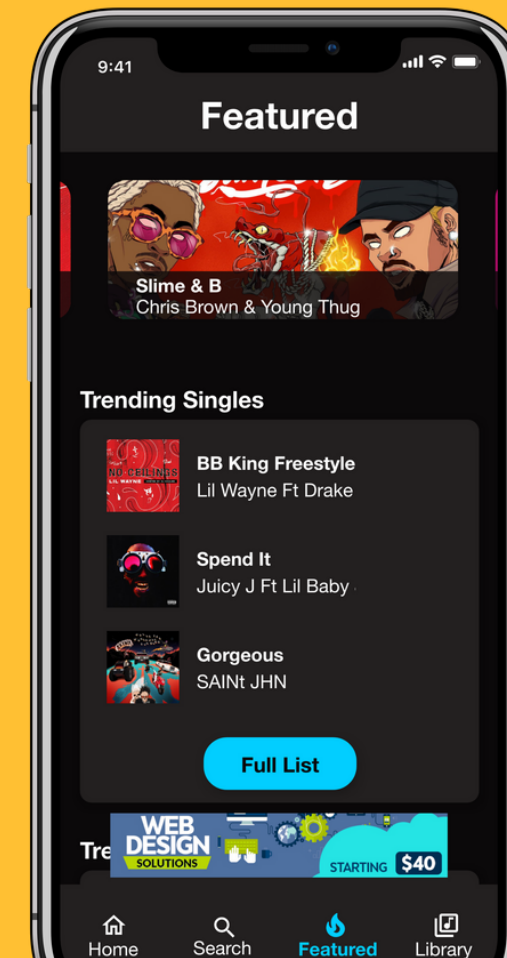 9:41
Featured
Slime & B
Chris Brown & Young Thug
Trending Singles
NO CEILINGS
LIL WAYNE
BB King Freestyle
Lil Wayne Ft Drake
Spend It
Juicy J Ft Lil Baby
Gorgeous
SAINt JHN
Full List
Tre
WEB
DESIGN
SOLUTIONS
STARTING $40
Home
Search
Featured
Library